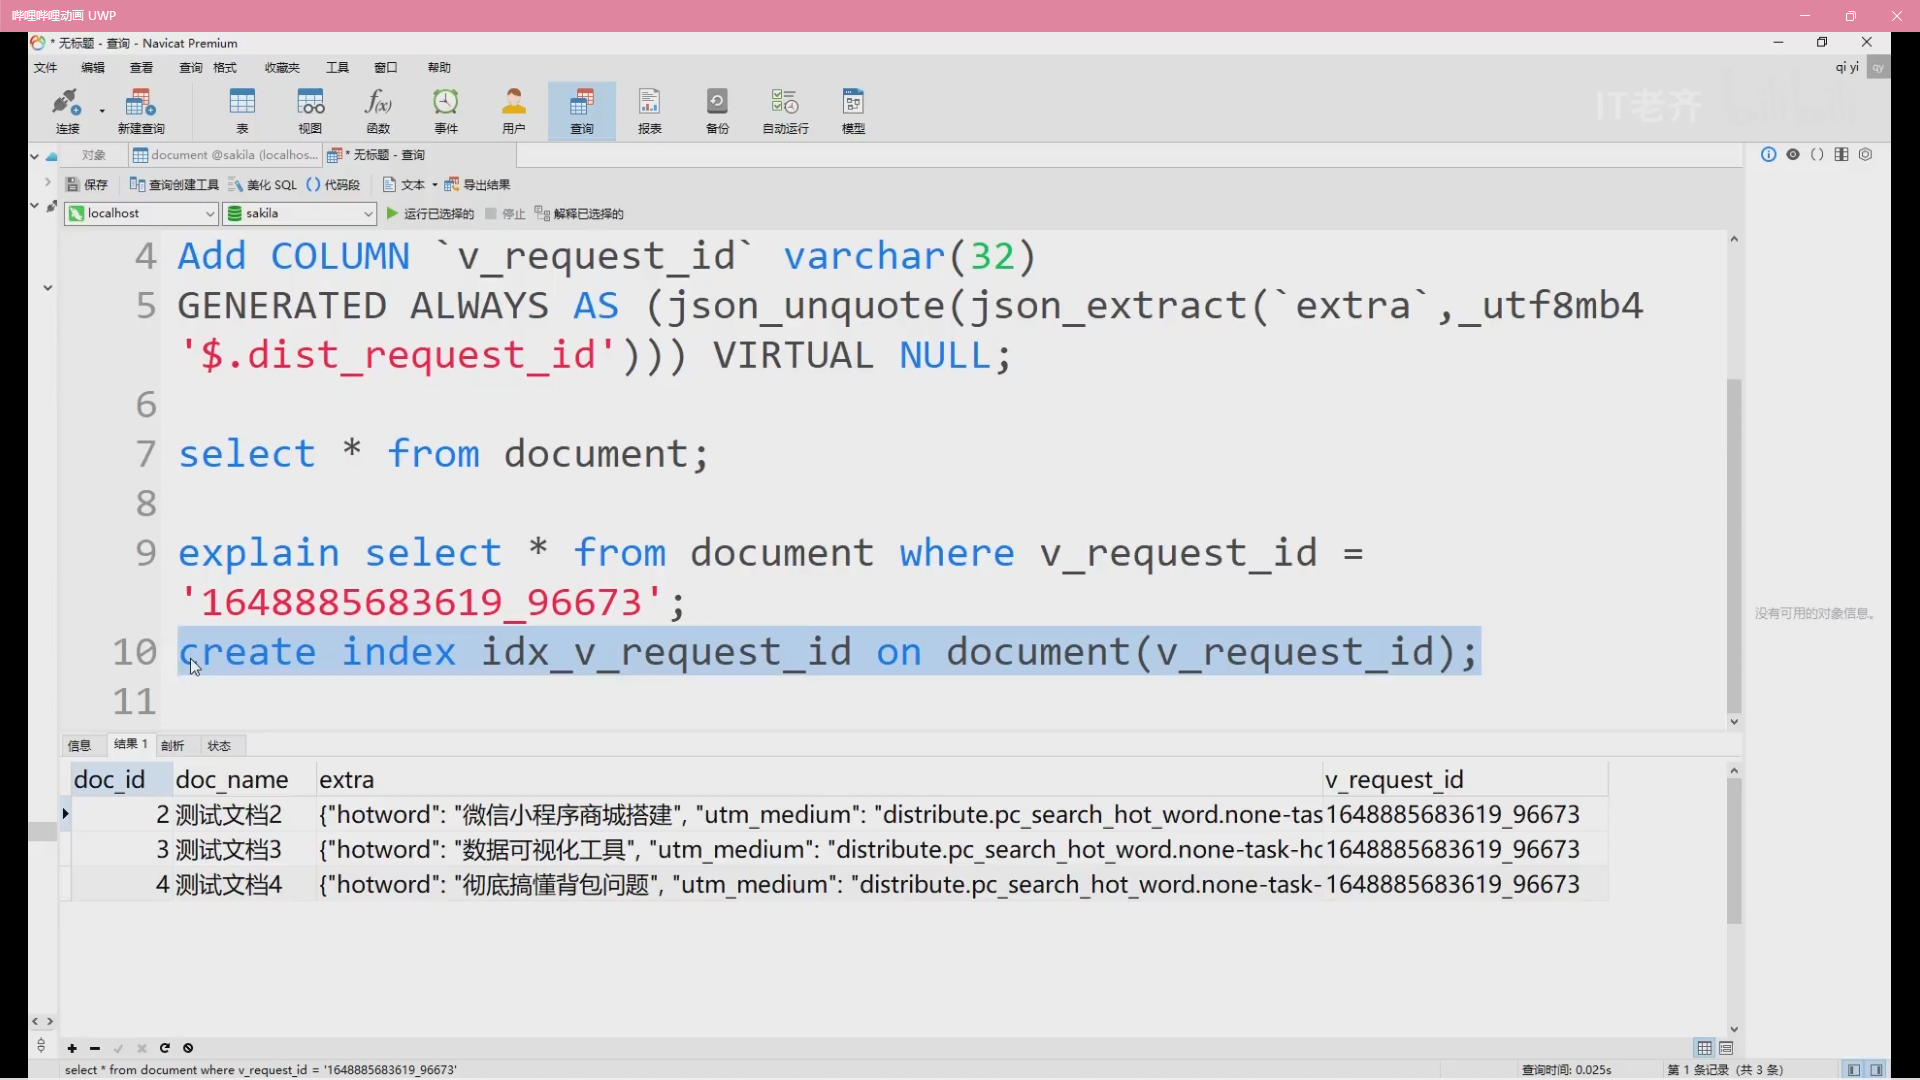 哔哩哔哩动画 UWP
* 无标题 - 查询 - Navicat Premium
文件 编辑 查看 查询 格式 收藏夹 工具 窗口 帮助
qi yi qy
连接 新建查询 表 视图 f(x) 函数 事件 用户 查询 报表 备份 自动运行 模型
IT老齐 bilibili
对象 document @sakila (localhos... * 无标题 - 查询
保存 查询创建工具 美化 SQL () 代码段 文本 导出结果
localhost sakila 运行已选择的 停止 解释已选择的
4 Add COLUMN `v_request_id` varchar(32)
5 GENERATED ALWAYS AS (json_unquote(json_extract(`extra`,_utf8mb4
'$.dist_request_id'))) VIRTUAL NULL;
6
7 select * from document;
8
9 explain select * from document where v_request_id =
'1648885683619_96673';
10 create index idx_v_request_id on document(v_request_id);
11
没有可用的对象信息。
信息 结果 1 剖析 状态
doc_id doc_name extra v_request_id
2 测试文档2 {"hotword": "微信小程序商城搭建", "utm_medium": "distribute.pc_search_hot_word.none-tas 1648885683619_96673
3 测试文档3 {"hotword": "数据可视化工具", "utm_medium": "distribute.pc_search_hot_word.none-task-hc 1648885683619_96673
4 测试文档4 {"hotword": "彻底搞懂背包问题", "utm_medium": "distribute.pc_search_hot_word.none-task- 1648885683619_96673
select * from document where v_request_id = '1648885683619_96673' 查询时间: 0.025s 第 1 条记录 (共 3 条)